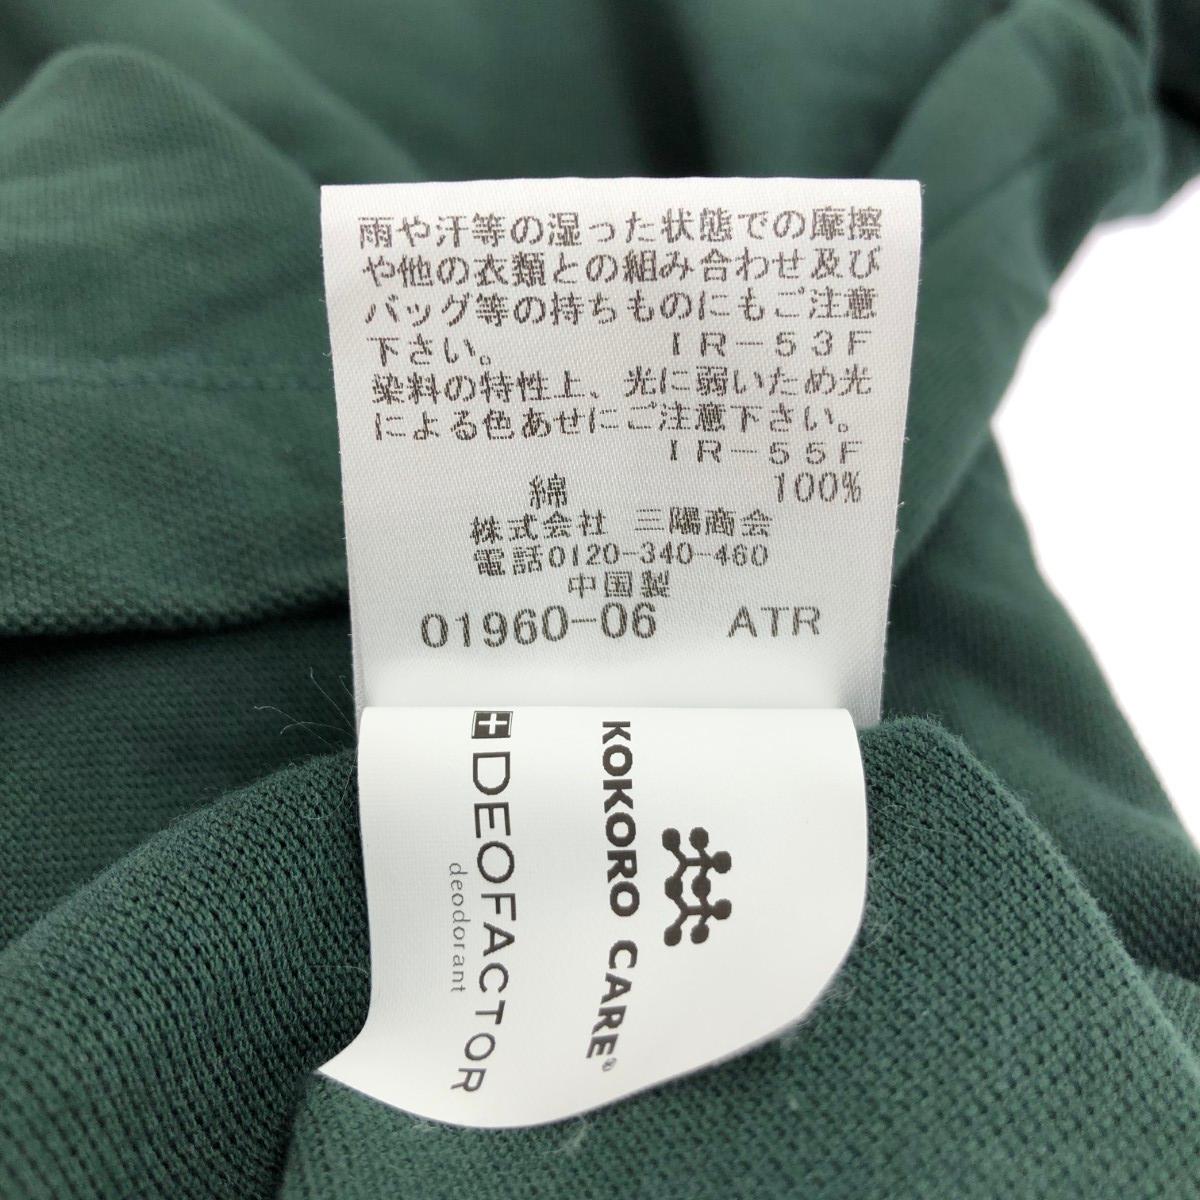 雨や汗等の湿った状態での摩擦
や他の衣類との組み合わせ及び
バッグ等の持ちものにもご注意
下さい。 IR-53F
染料の特性上、光に弱いため光
による色あせにご注意下さい。
IR-55F
綿 100%
株式会社 三陽商会
電話0120-340-460
中国製
01960-06 ATR
KOKORO CARE®
DEOFACTOR
deodorant